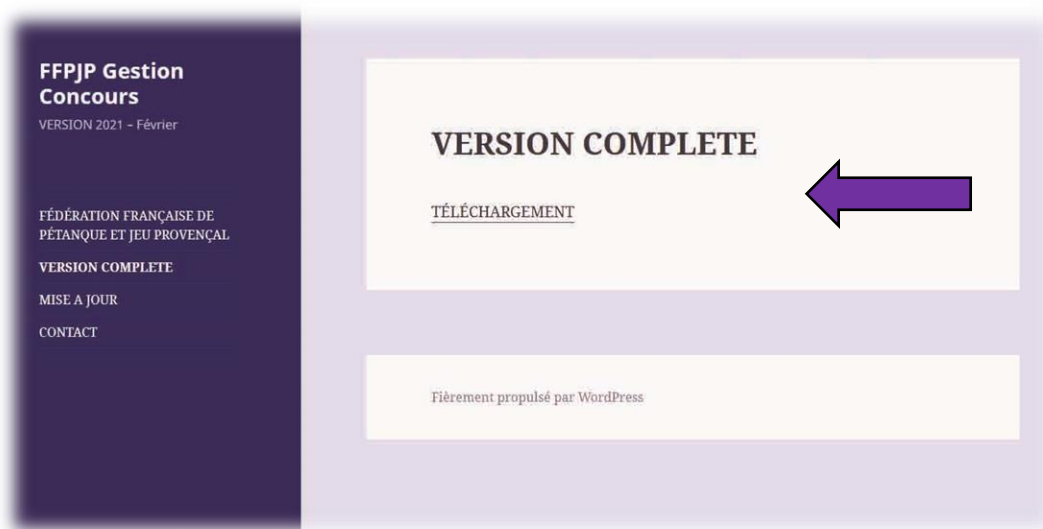 FFPJP Gestion
Concours
VERSION 2021 – Février
FÉDÉRATION FRANÇAISE DE
PÉTANQUE ET JEU PROVENÇAL
VERSION COMPLETE
MISE A JOUR
CONTACT
VERSION COMPLETE
TÉLÉCHARGEMENT
Fièrement propulsé par WordPress